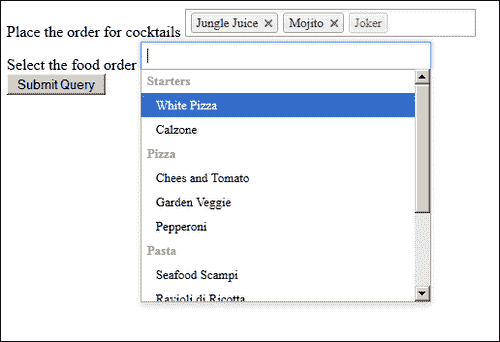 Place the order for cocktails Jungle Juice × Mojito × Joker
Select the food order
Submit Query
Starters
White Pizza
Calzone
Pizza
Chees and Tomato
Garden Veggie
Pepperoni
Pasta
Seafood Scampi
Ravioli di Ricotta